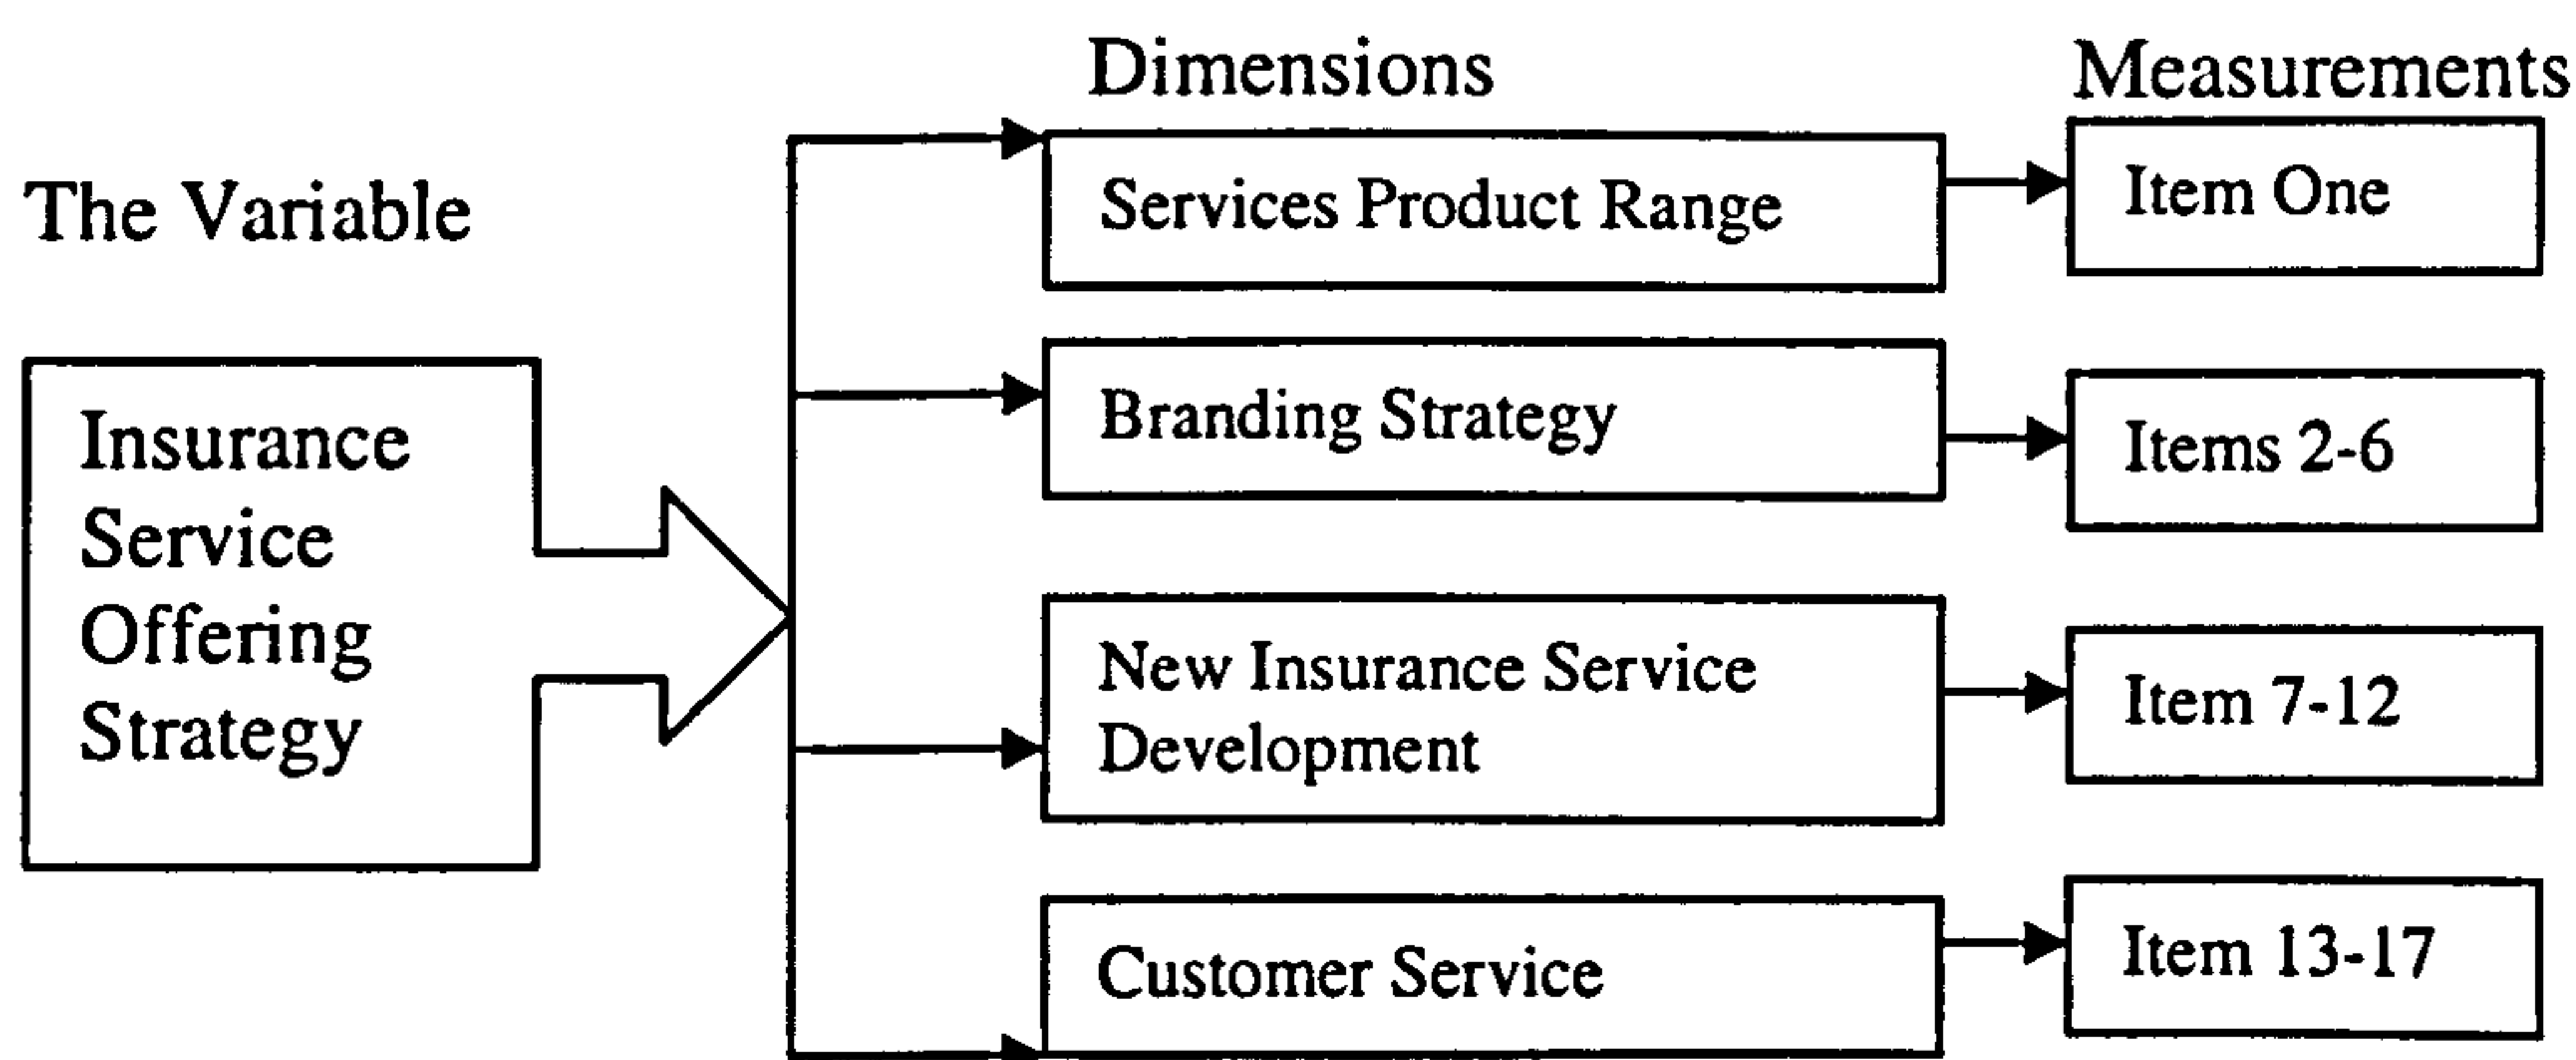 Dimensions
Measurements
The Variable
Services Product Range
Item One
Insurance
Service
Offering
Strategy
Branding Strategy
Items 2-6
New Insurance Service
Development
Item 7-12
Customer Service
Item 13-17